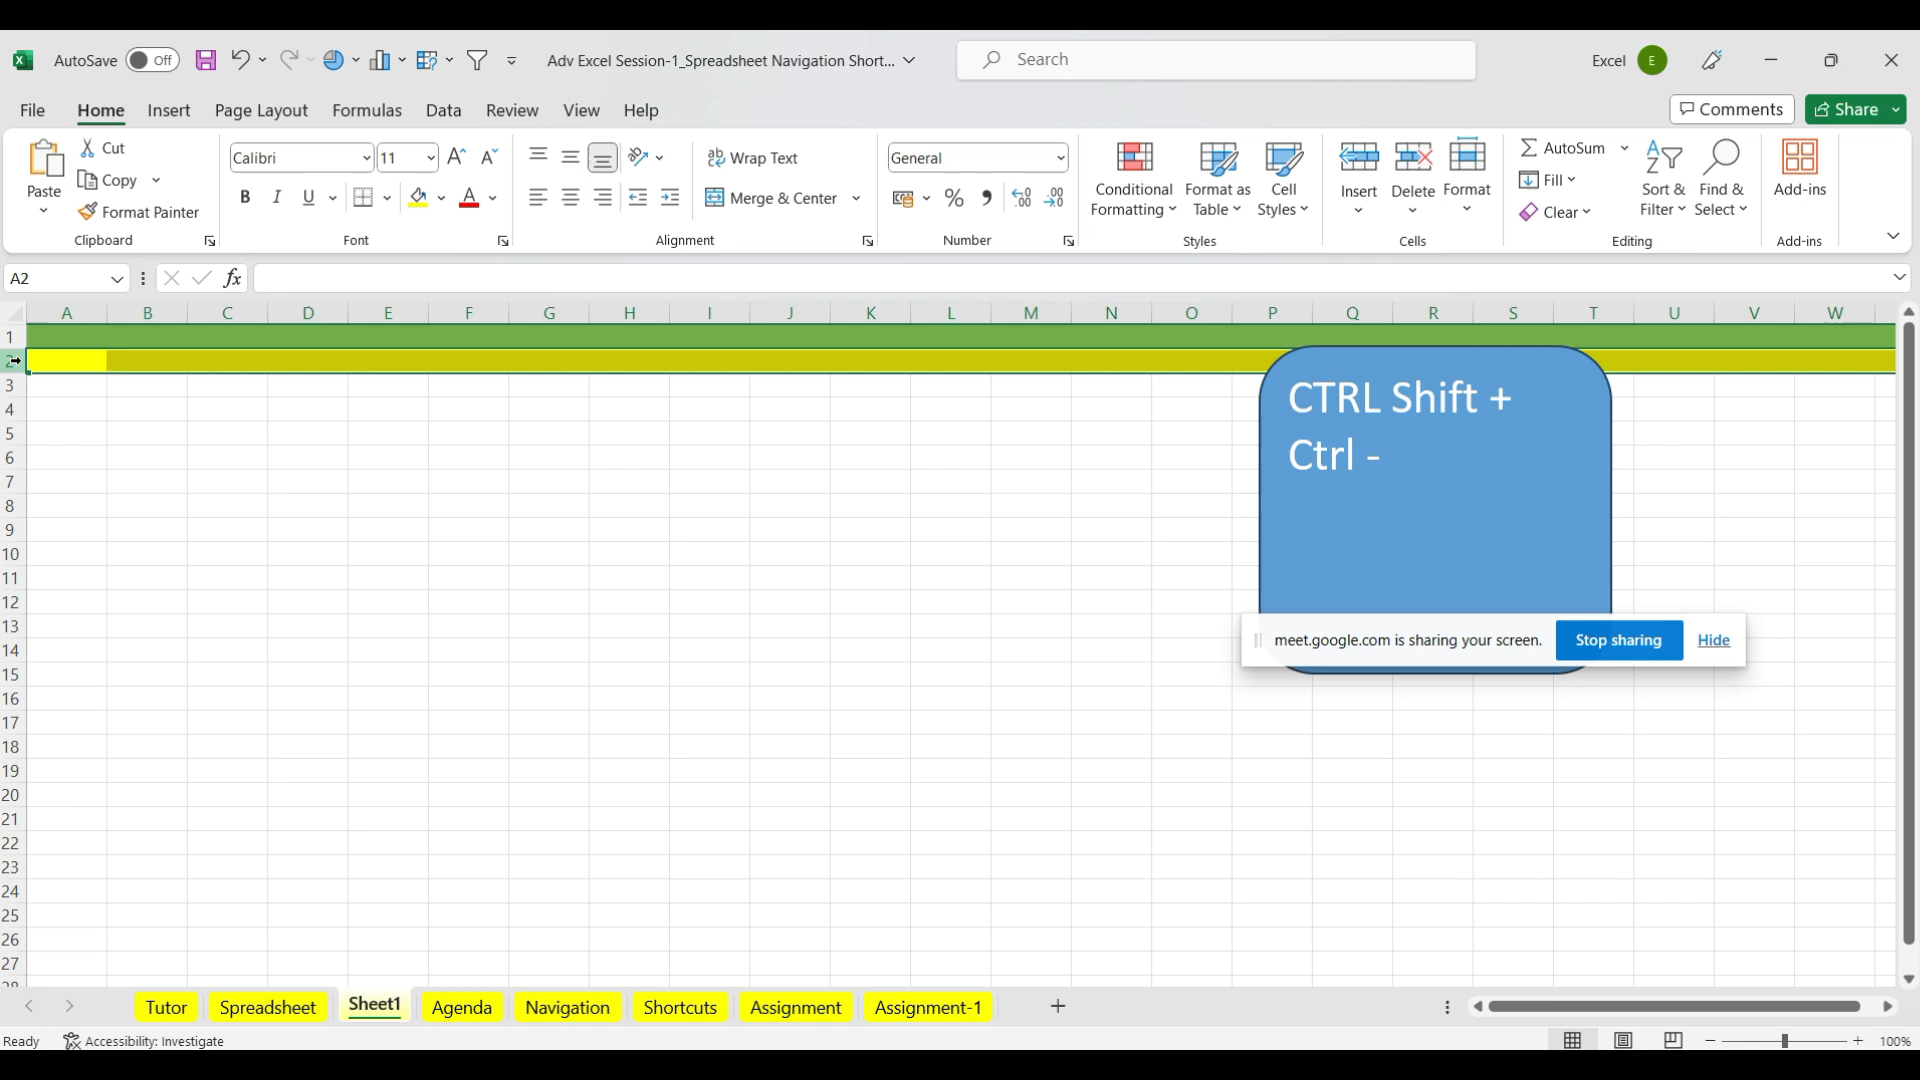 AutoSave Off Adv Excel Session-1_Spreadsheet Navigation Short... Search Excel E
File Home Insert Page Layout Formulas Data Review View Help Comments Share
Paste Cut Copy Format Painter Clipboard
Calibri 11 B I U A Font
ab Wrap Text Merge & Center Alignment
General % Number
Conditional Formatting Format as Table Cell Styles Styles
Insert Delete Format Cells
AutoSum Fill Clear Sort & Filter Find & Select Editing
Add-ins Add-ins
A2 fx
A B C D E F G H I J K L M N O P Q R S T U V W
1
2
3
4
5
6
7
8
9
10
11
12
13
14
15
16
17
18
19
20
21
22
23
24
25
26
27
CTRL Shift +
Ctrl -
meet.google.com is sharing your screen. Stop sharing Hide
Tutor Spreadsheet Sheet1 Agenda Navigation Shortcuts Assignment Assignment-1 +
Ready Accessibility: Investigate 100%